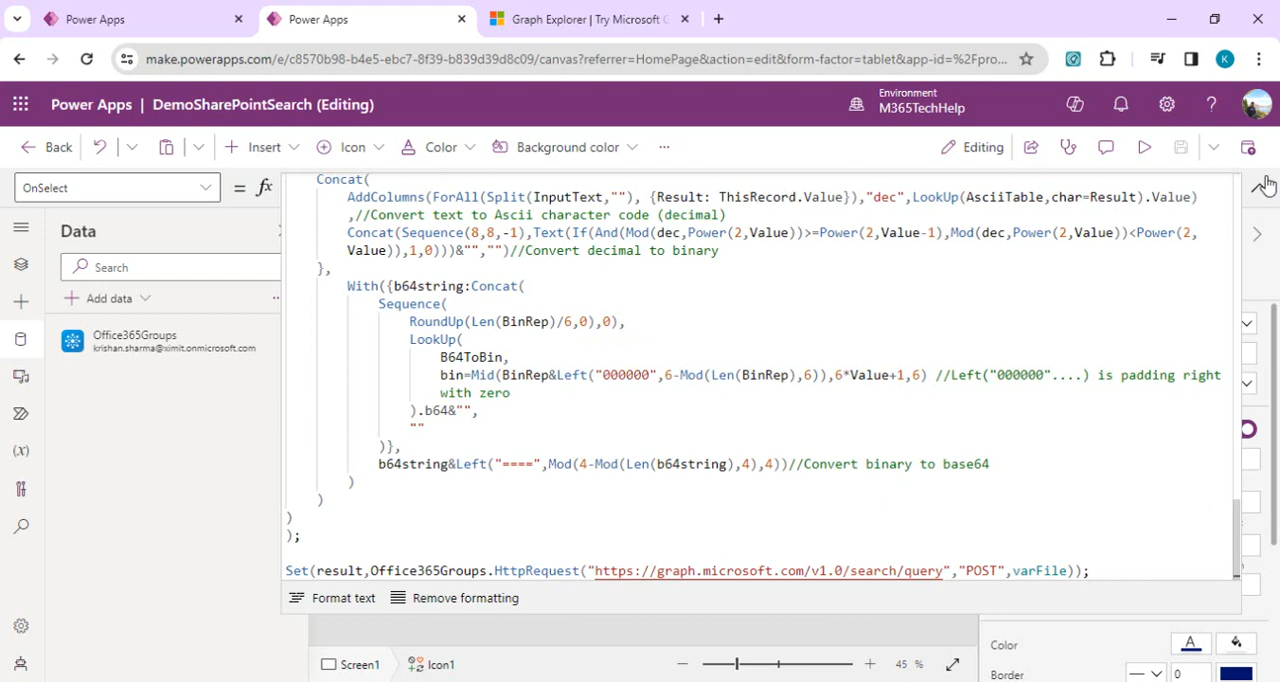 Power Apps
Power Apps
Graph Explorer | Try Microsoft G
make.powerapps.com/e/c8570b98-b4e5-ebc7-8f39-b839d39d8c09/canvas?referrer=HomePage&action=edit&form-factor=tablet&app-id=%2Fpro...
K
Power Apps | DemoSharePointSearch (Editing)
Environment
M365TechHelp
Back
Insert
Icon
Color
Background color
...
Editing
OnSelect
= fx
Data
Search
Add data
...
Office365Groups
krishan.sharma@ximit.onmicrosoft.com
Concat(
AddColumns(ForAll(Split(InputText,""), {Result: ThisRecord.Value}),"dec",LookUp(AsciiTable,char=Result).Value)
,//Convert text to Ascii character code (decimal)
Concat(Sequence(8,8,-1),Text(If(And(Mod(dec,Power(2,Value))>=Power(2,Value-1),Mod(dec,Power(2,Value))<Power(2,
Value)),1,0)))&"","")//Convert decimal to binary
},
With({b64string:Concat(
Sequence(
RoundUp(Len(BinRep)/6,0),0),
LookUp(
B64ToBin,
bin=Mid(BinRep&Left("000000",6-Mod(Len(BinRep),6)),6*Value+1,6) //Left("000000"....) is padding right
with zero
).b64&"",
""
)},
b64string&Left("====",Mod(4-Mod(Len(b64string),4),4))//Convert binary to base64
)
)
)
);
Set(result,Office365Groups.HttpRequest("https://graph.microsoft.com/v1.0/search/query","POST",varFile));
Format text
Remove formatting
Screen1
Icon1
45 %
Color
A
Border
0